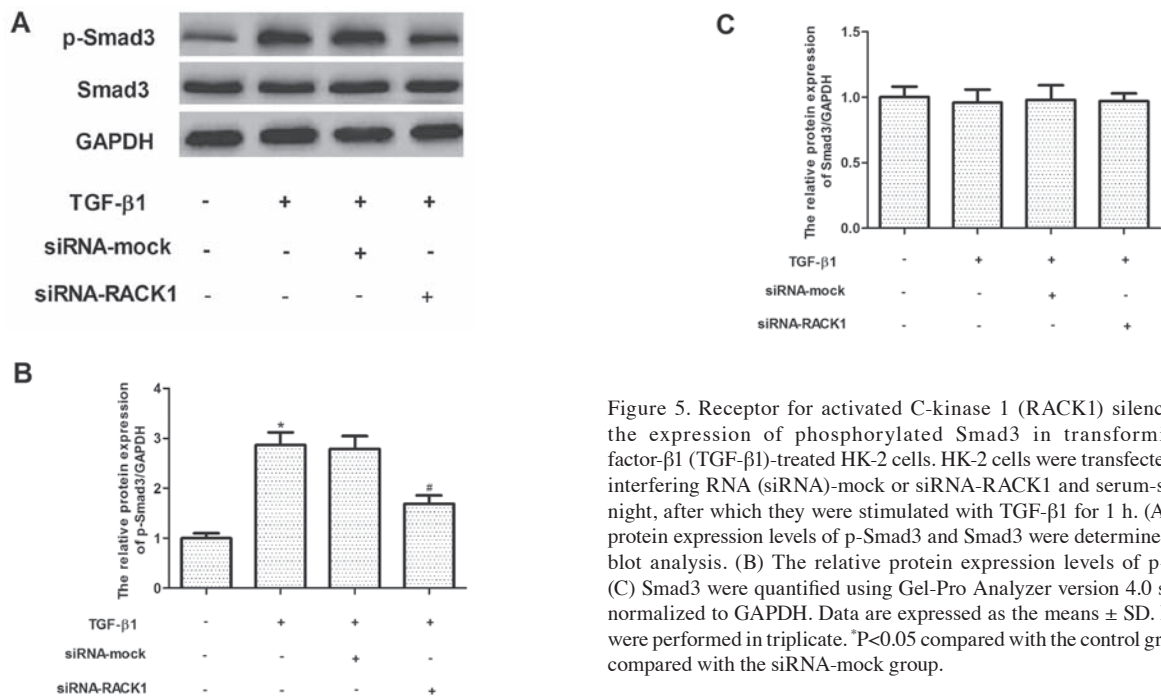 A
p-Smad3
Smad3
GAPDH
TGF-β1 - + + +
siRNA-mock - - + -
siRNA-RACK1 - - - +
B
The relative protein expression
of p-Smad3/GAPDH
4
3
2
1
0
*
#
TGF-β1 - + + +
siRNA-mock - - + -
siRNA-RACK1 - - - +
C
The relative protein expression
of Smad3/GAPDH
1.5
1.0
0.5
0.0
TGF-β1 - + + +
siRNA-mock - - + -
siRNA-RACK1 - - - +
Figure 5. Receptor for activated C-kinase 1 (RACK1) silenc
the expression of phosphorylated Smad3 in transformi
factor-β1 (TGF-β1)-treated HK-2 cells. HK-2 cells were transfecte
interfering RNA (siRNA)-mock or siRNA-RACK1 and serum-s
night, after which they were stimulated with TGF-β1 for 1 h. (A
protein expression levels of p-Smad3 and Smad3 were determine
blot analysis. (B) The relative protein expression levels of p-
(C) Smad3 were quantified using Gel-Pro Analyzer version 4.0 s
normalized to GAPDH. Data are expressed as the means ± SD.
were performed in triplicate. *P<0.05 compared with the control gr
compared with the siRNA-mock group.